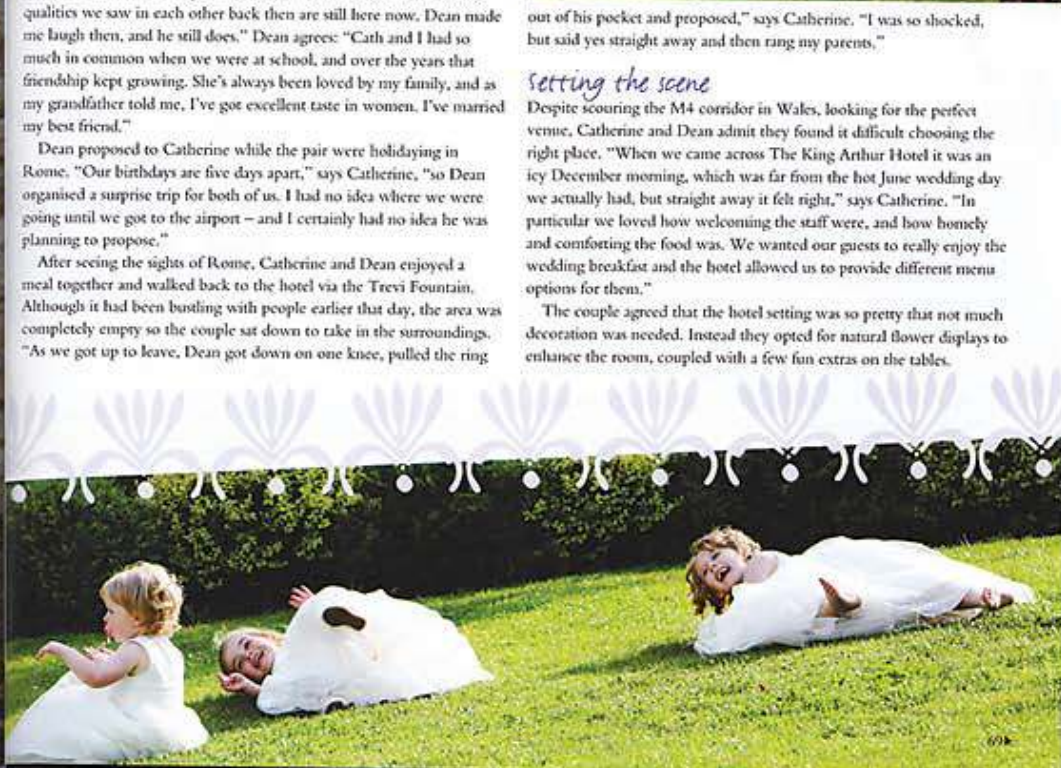 qualities we saw in each other back then are still here now. Dean made
me laugh then, and he still does." Dean agrees: "Cath and I had so
much in common when we were at school, and over the years that
friendship kept growing. She's always been loved by my family, and as
my grandfather told me, I've got excellent taste in women. I've married
my best friend."
Dean proposed to Catherine while the pair were holidaying in
Rome. "Our birthdays are five days apart," says Catherine, "so Dean
organised a surprise trip for both of us. I had no idea where we were
going until we got to the airport – and I certainly had no idea he was
planning to propose."
After seeing the sights of Rome, Catherine and Dean enjoyed a
meal together and walked back to the hotel via the Trevi Fountain.
Although it had been bustling with people earlier that day, the area was
completely empty so the couple sat down to take in the surroundings.
"As we got up to leave, Dean got down on one knee, pulled the ring
out of his pocket and proposed," says Catherine. "I was so shocked,
but said yes straight away and then rang my parents."
Setting the scene
Despite scouring the M4 corridor in Wales, looking for the perfect
venue, Catherine and Dean admit they found it difficult choosing the
right place. "When we came across The King Arthur Hotel it was an
icy December morning, which was far from the hot June wedding day
we actually had, but straight away it felt right," says Catherine. "In
particular we loved how welcoming the staff were, and how homely
and comforting the food was. We wanted our guests to really enjoy the
wedding breakfast and the hotel allowed us to provide different menu
options for them."
The couple agreed that the hotel setting was so pretty that not much
decoration was needed. Instead they opted for natural flower displays to
enhance the room, coupled with a few fun extras on the tables.
69